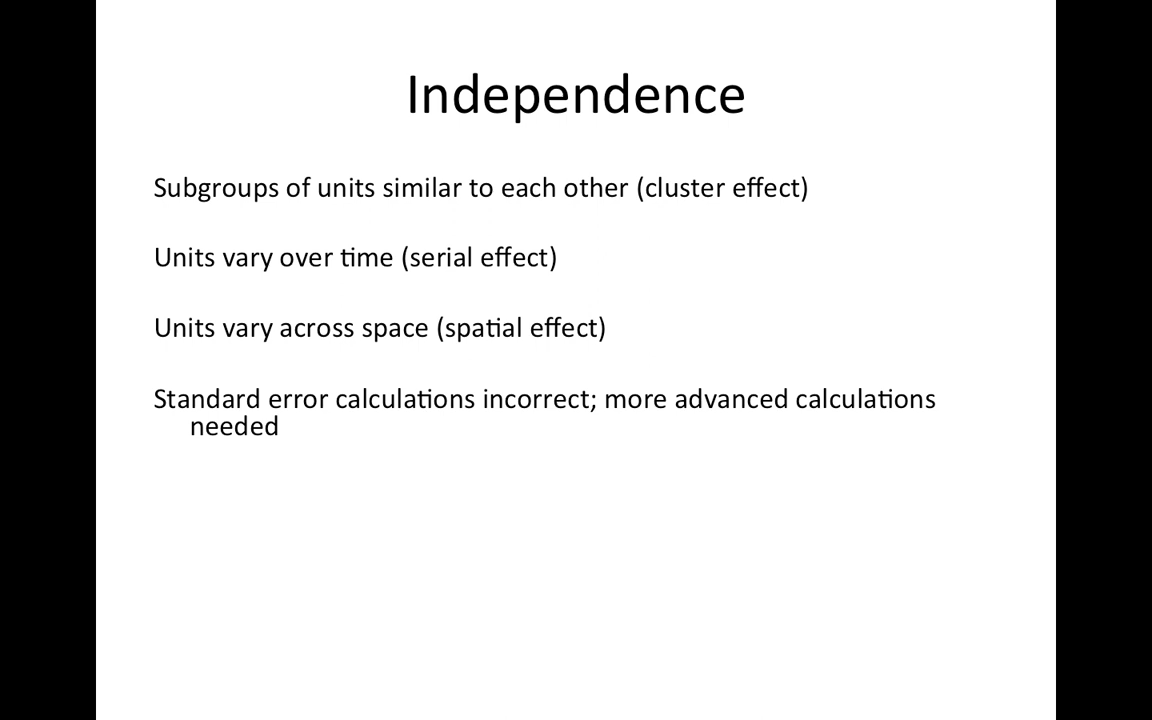 Independence
Subgroups of units similar to each other (cluster effect)
Units vary over time (serial effect)
Units vary across space (spatial effect)
Standard error calculations incorrect; more advanced calculations
needed